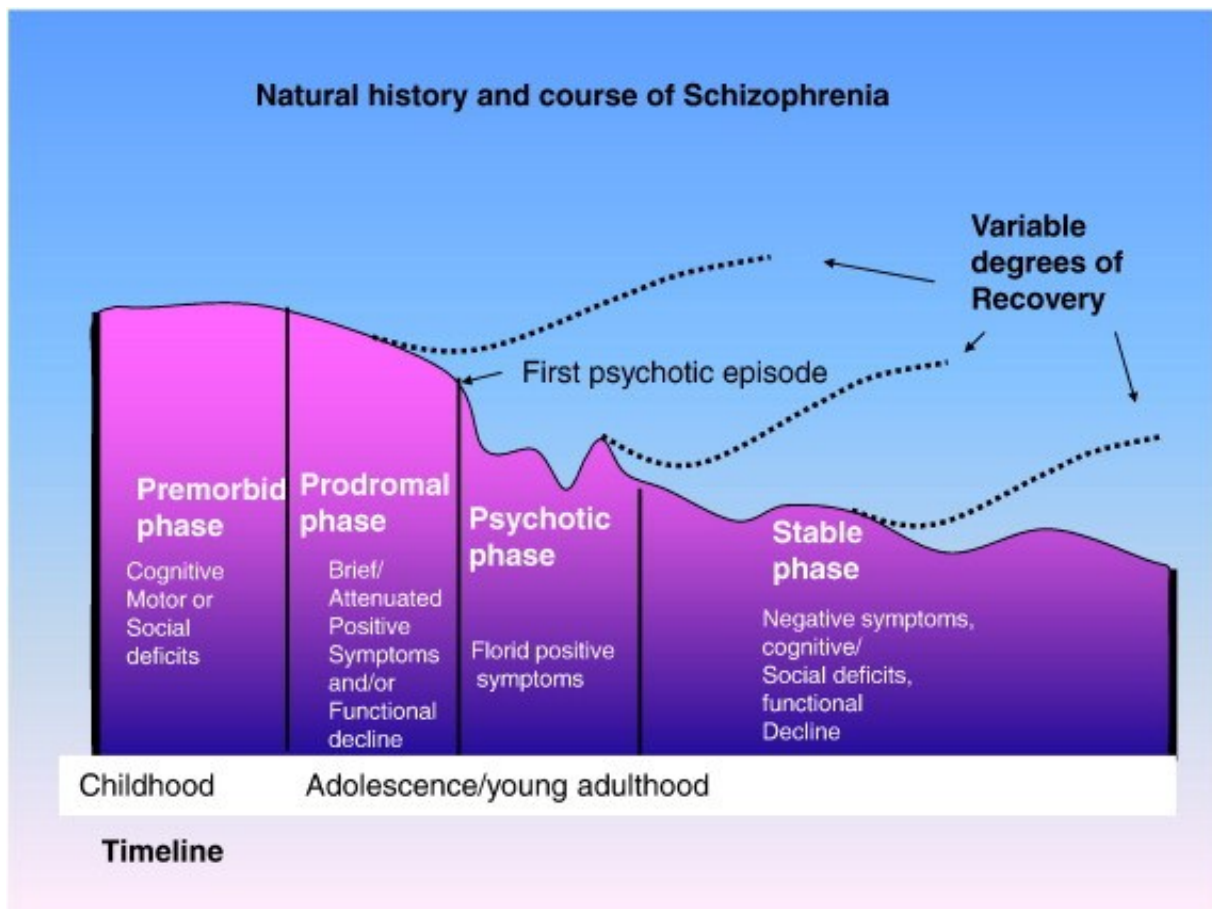 Natural history and course of Schizophrenia
Variable
degrees of
Recovery
First psychotic episode
Premorbid
phase
Cognitive
Motor or
Social
deficits
Prodromal
phase
Brief/
Attenuated
Positive
Symptoms
and/or
Functional
decline
Psychotic
phase
Florid positive
symptoms
Stable
phase
Negative symptoms,
cognitive/
Social deficits,
functional
Decline
Childhood
Adolescence/young adulthood
Timeline